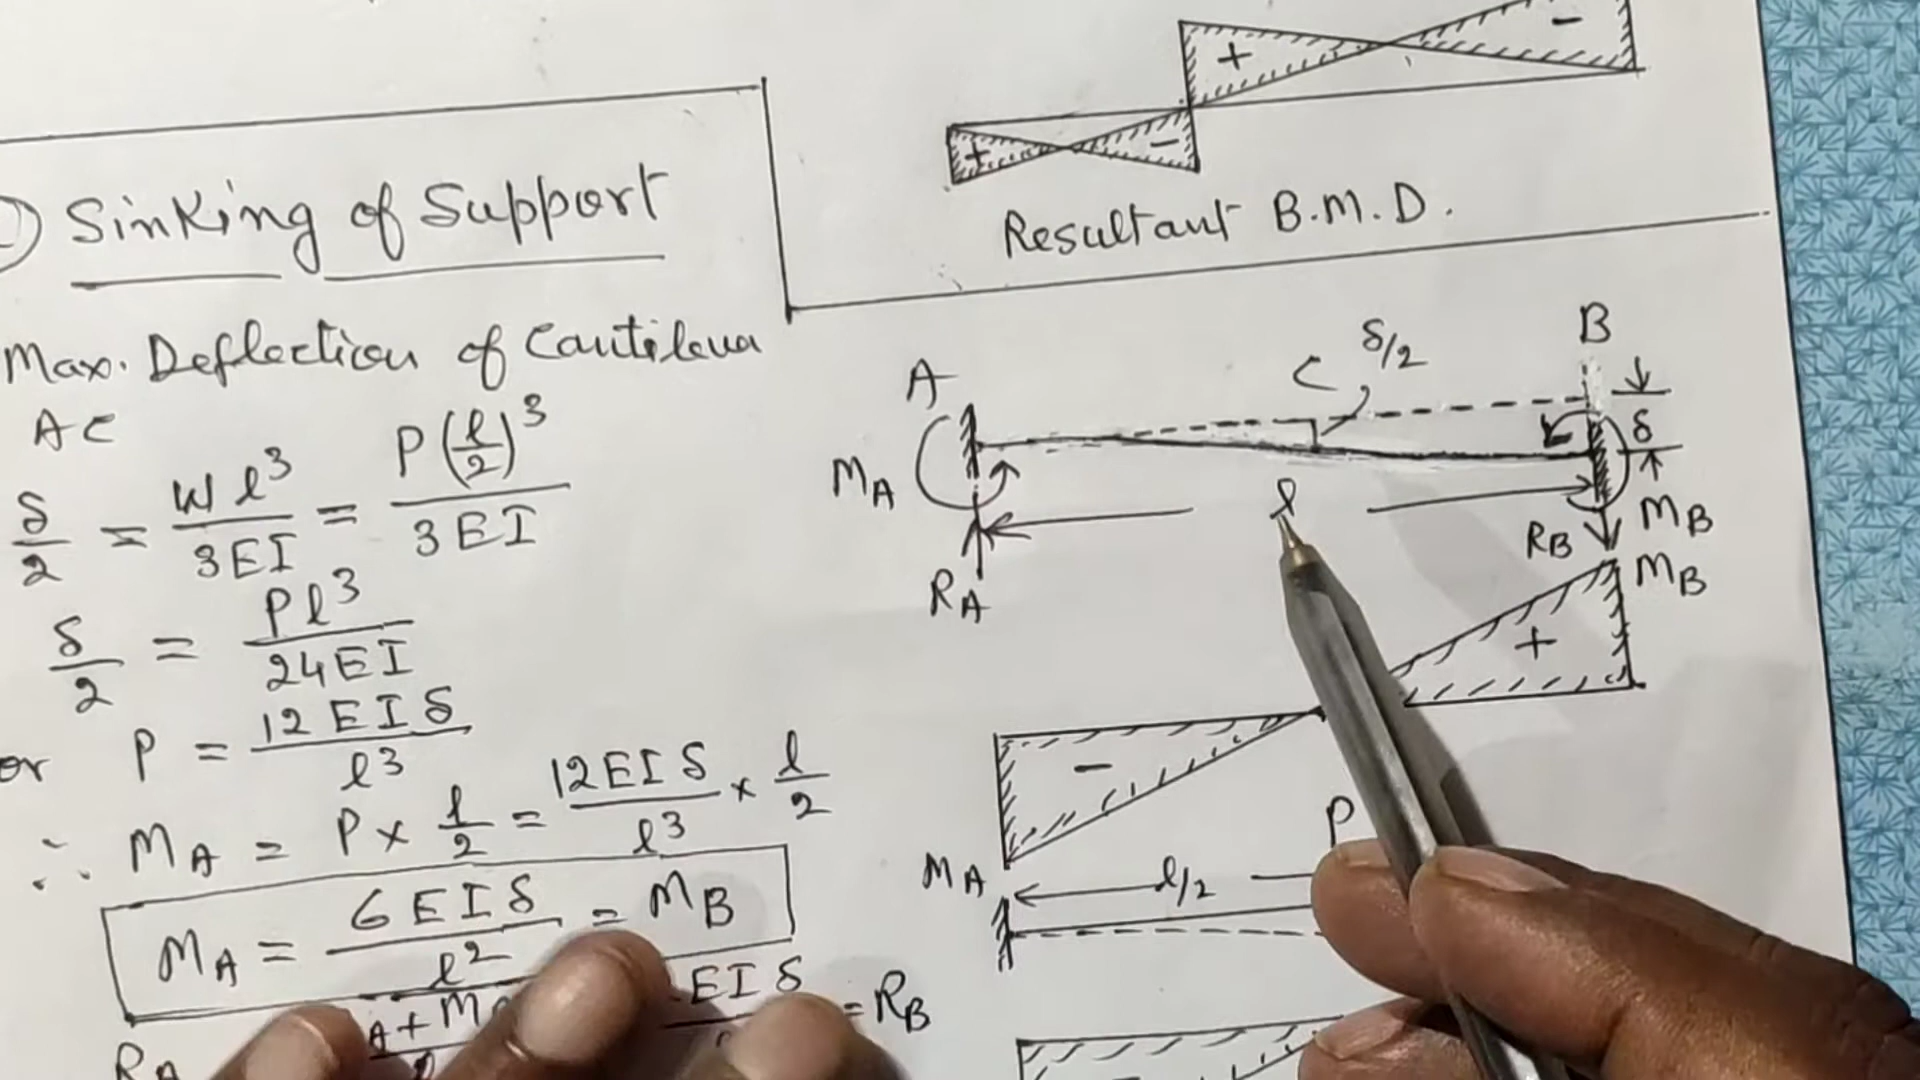 + -
+ -
Resultant B.M.D.
Sinking of Support
Max. Deflection of Cantilever
AC
δ/2 = Wl³/3EI = P(l/2)³/3EI
δ/2 = Pl³/24EI
or P = 12EIδ/l³
∴ MA = P × l/2 = 12EIδ/l³ × l/2
MA = 6EIδ/l² = MB
RA
A + M
EIδ
= RB
A
C
δ/2
B
δ
MA
l
RA
RB
MB
MB
+
-
P
MA
l/2